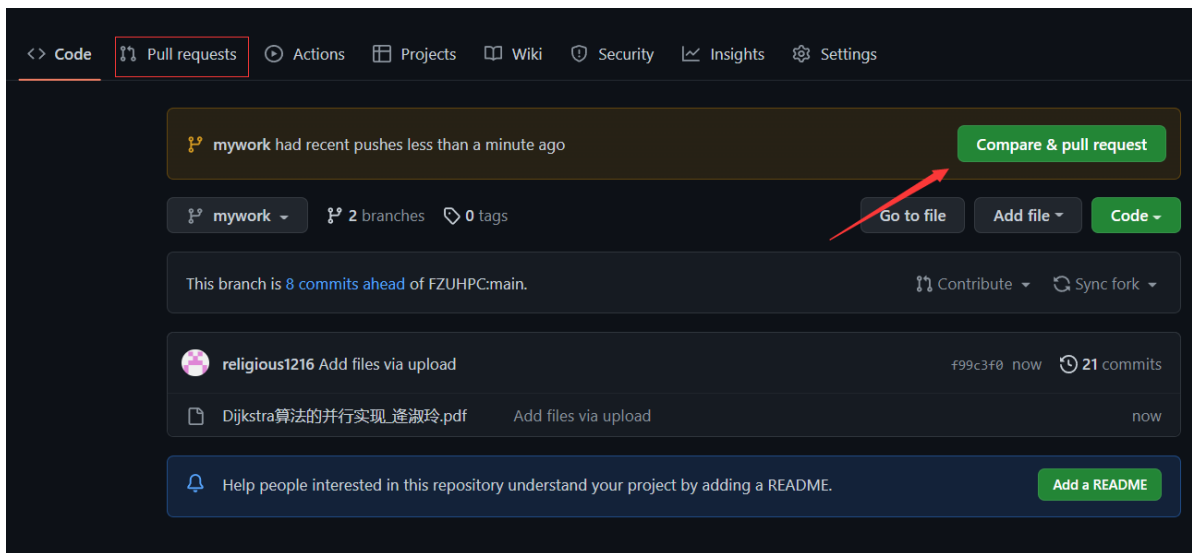 Code Pull requests Actions Projects Wiki Security Insights Settings
mywork had recent pushes less than a minute ago Compare & pull request
mywork 2 branches 0 tags Go to file Add file Code
This branch is 8 commits ahead of FZUHPC:main. Contribute Sync fork
religious1216 Add files via upload f99c3f0 now 21 commits
Dijkstra算法的并行实现_逄淑玲.pdf Add files via upload now
Help people interested in this repository understand your project by adding a README. Add a README